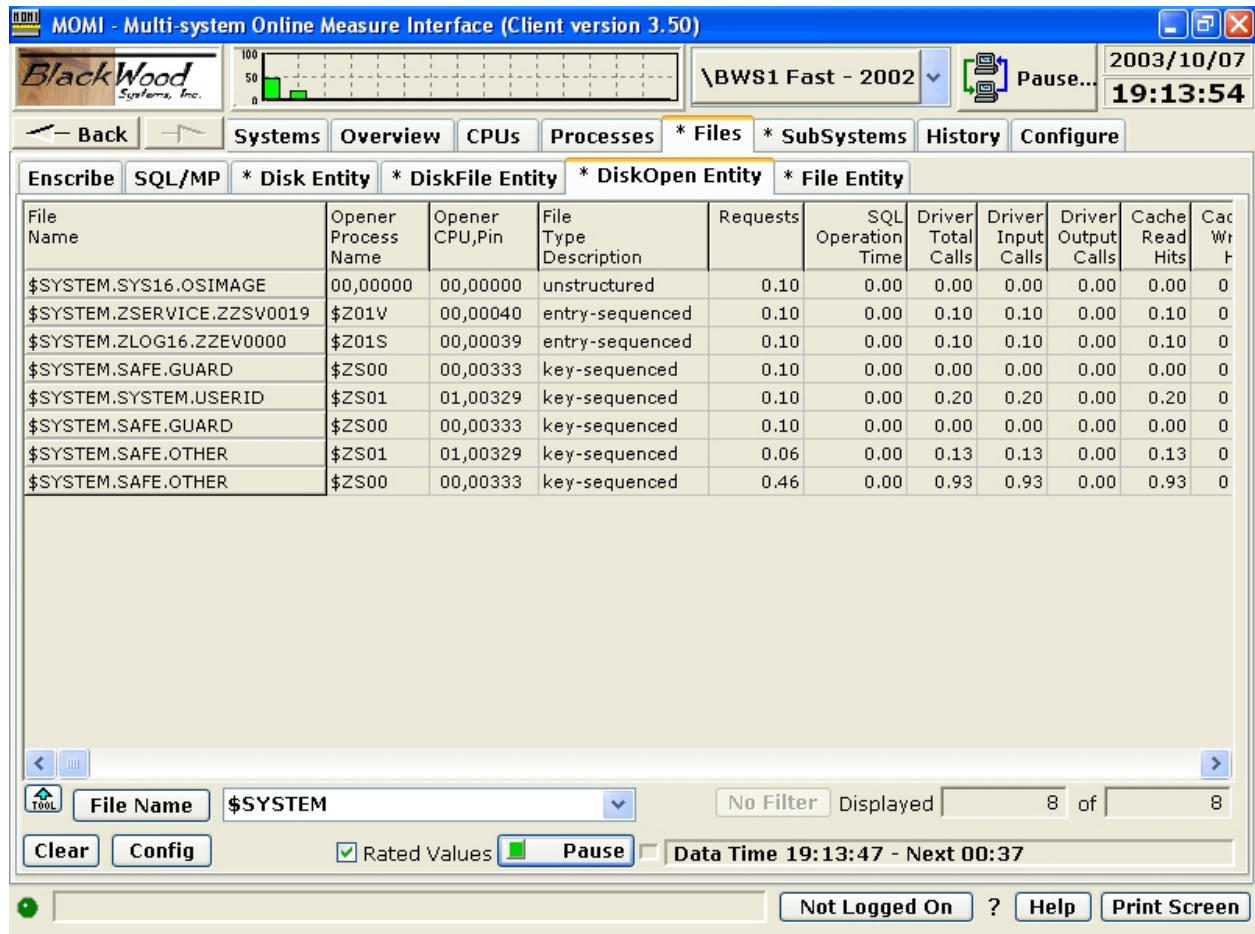 MOMI MOMI - Multi-system Online Measure Interface (Client version 3.50)
BlackWood Systems, Inc.
100
50
0
\BWS1 Fast - 2002
Pause...
2003/10/07
19:13:54
Back Systems Overview CPUs Processes * Files * SubSystems History Configure
Enscribe SQL/MP * Disk Entity * DiskFile Entity * DiskOpen Entity * File Entity
File Opener Opener File Requests SQL Driver Driver Driver Cache Cac
Name Process CPU,Pin Type Operation Total Input Output Read Wr
Name Description Time Calls Calls Calls Hits H
$SYSTEM.SYS16.OSIMAGE 00,00000 00,00000 unstructured 0.10 0.00 0.00 0.00 0.00 0.00 0
$SYSTEM.ZSERVICE.ZZSV0019 $Z01V 00,00040 entry-sequenced 0.10 0.00 0.10 0.10 0.00 0.10 0
$SYSTEM.ZLOG16.ZZEV0000 $Z01S 00,00039 entry-sequenced 0.10 0.00 0.10 0.10 0.00 0.10 0
$SYSTEM.SAFE.GUARD $ZS00 00,00333 key-sequenced 0.10 0.00 0.00 0.00 0.00 0.00 0
$SYSTEM.SYSTEM.USERID $ZS01 01,00329 key-sequenced 0.10 0.00 0.20 0.20 0.00 0.20 0
$SYSTEM.SAFE.GUARD $ZS00 00,00333 key-sequenced 0.10 0.00 0.00 0.00 0.00 0.00 0
$SYSTEM.SAFE.OTHER $ZS01 01,00329 key-sequenced 0.06 0.00 0.13 0.13 0.00 0.13 0
$SYSTEM.SAFE.OTHER $ZS00 00,00333 key-sequenced 0.46 0.00 0.93 0.93 0.00 0.93 0
TOOL File Name $SYSTEM No Filter Displayed 8 of 8
Clear Config Rated Values Pause Data Time 19:13:47 - Next 00:37
Not Logged On ? Help Print Screen